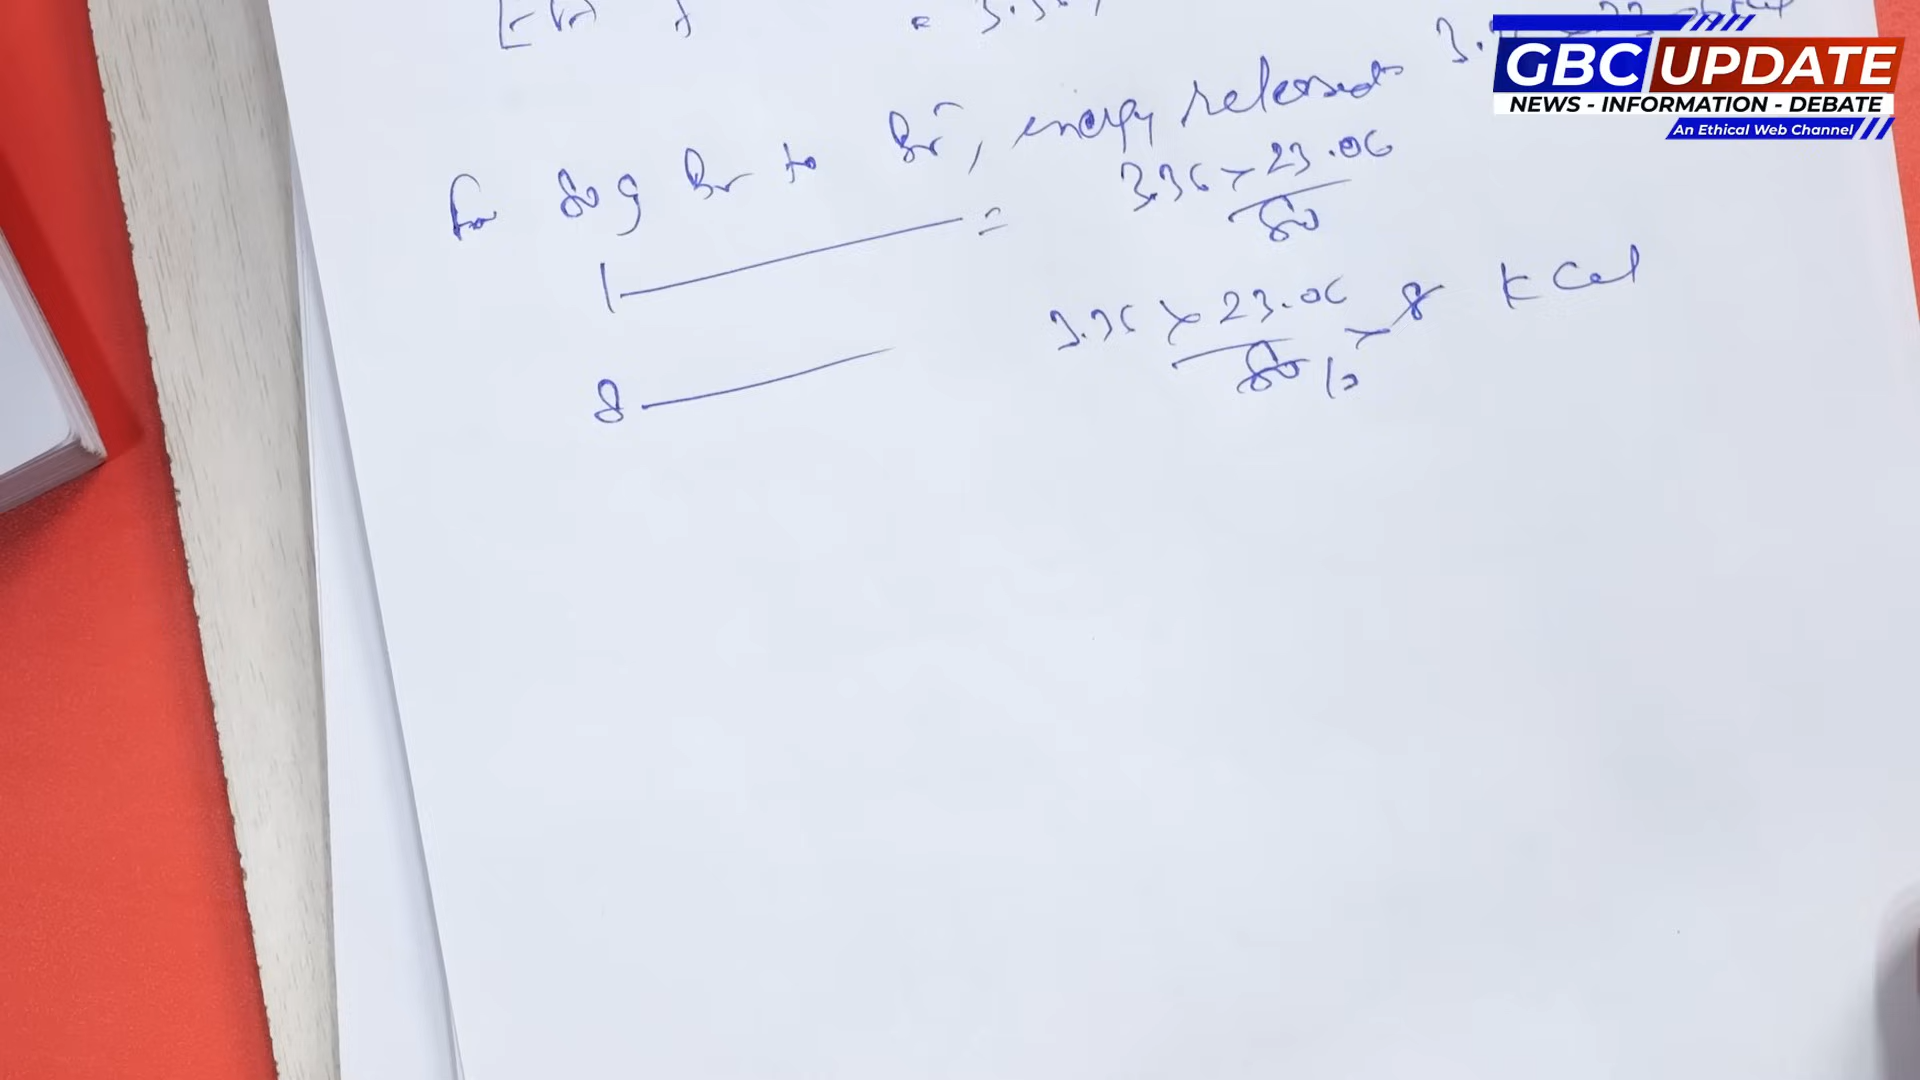 GBC UPDATE
NEWS - INFORMATION - DEBATE
An Ethical Web Channel
For 80 g Br to Br⁻, energy released
3.36 × 23.06
80
1 =
3.36 × 23.06 × 8 K Cal
80 10
8